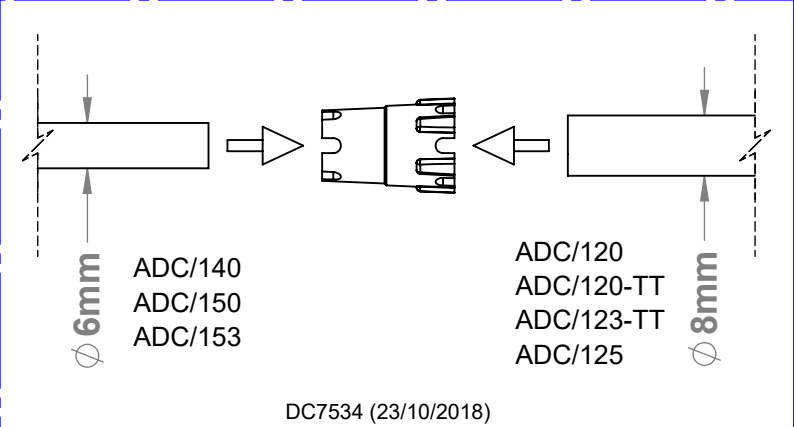 ADC/140
ADC/150
ADC/153
⌀ 6mm
ADC/120
ADC/120-TT
ADC/123-TT
ADC/125
⌀ 8mm
DC7534 (23/10/2018)